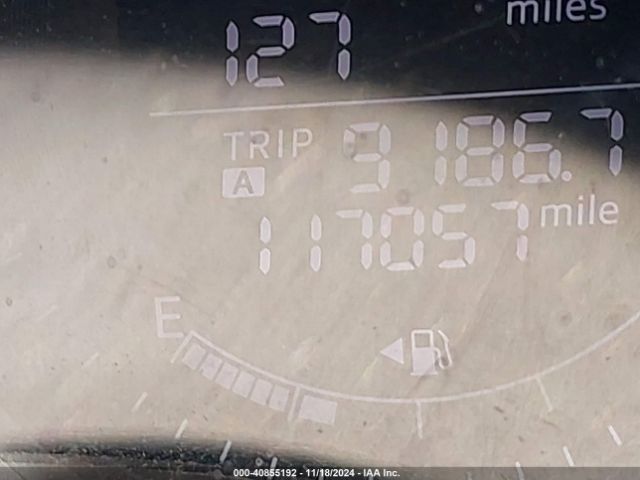 miles
127
TRIP 9186.7
A
117057 mile
E
000-40855192 - 11/18/2024 - IAA Inc.